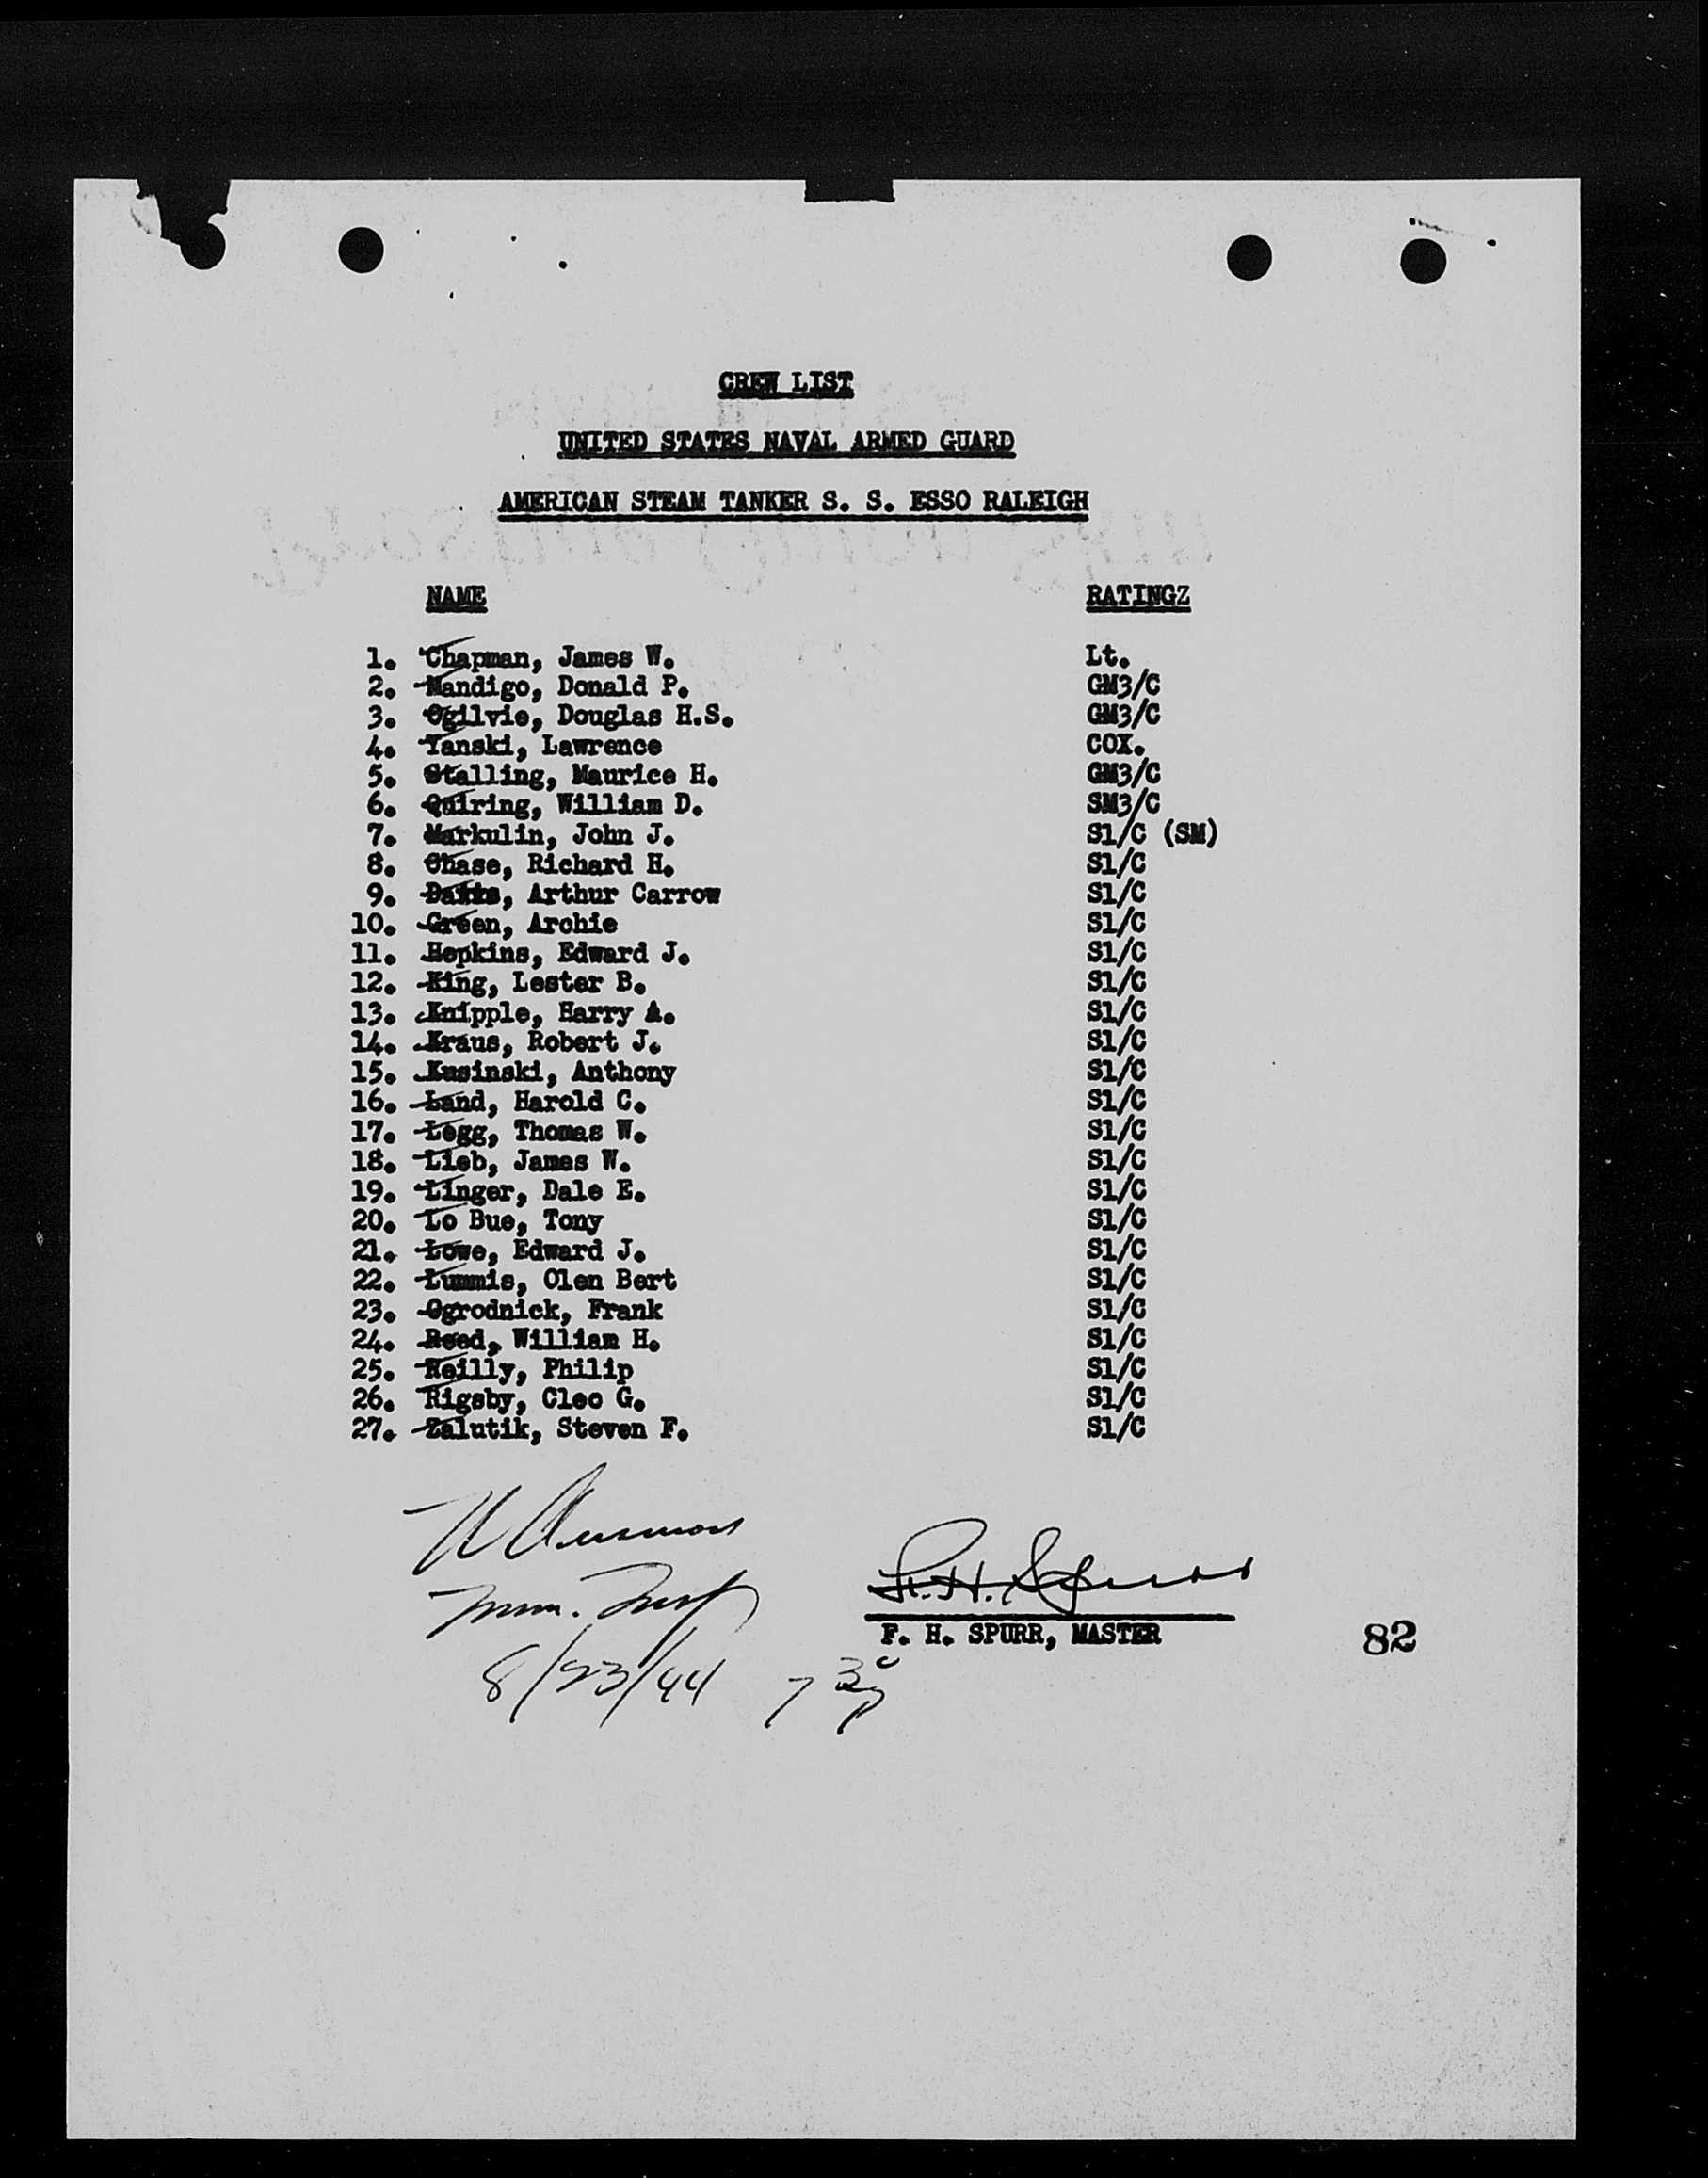 CREW LIST
UNITED STATES NAVAL ARMED GUARD
AMERICAN STEAM TANKER S. S. ESSO RALEIGH
NAME RATINGZ
1. Chapman, James W. Lt.
2. Nandigo, Donald P. GM3/C
3. Ogilvie, Douglas H.S. GM3/C
4. Yanski, Lawrence COX.
5. Stalling, Maurice H. GM3/C
6. Quiring, William D. SM3/C
7. Markulin, John J. S1/C (SM)
8. Chase, Richard H. S1/C
9. Arthur Carrow S1/C
10. Green, Archie S1/C
11. Hopkins, Edward J. S1/C
12. King, Lester B. S1/C
13. Knipple, Harry A. S1/C
14. Kraus, Robert J. S1/C
15. Kusinski, Anthony S1/C
16. Land, Harold C. S1/C
17. Legg, Thomas W. S1/C
18. Lieb, James W. S1/C
19. Linger, Dale E. S1/C
20. Lo Bue, Tony S1/C
21. Lowe, Edward J. S1/C
22. Lummis, Olen Bert S1/C
23. Ogrodnick, Frank S1/C
24. Reed, William H. S1/C
25. Reilly, Philip S1/C
26. Rigsby, Cleo G. S1/C
27. Zalutik, Steven F. S1/C
F. H. Spurr
F. H. SPURR, MASTER
82
8/23/44 7 30 p